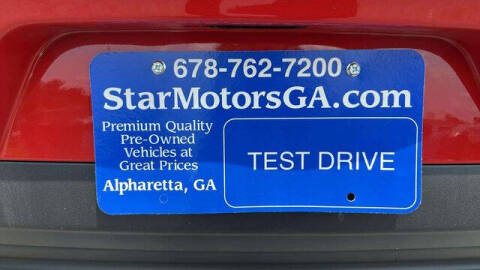 678-762-7200
StarMotorsGA.com
Premium Quality
Pre-Owned
Vehicles at
Great Prices
Alpharetta, GA
TEST DRIVE